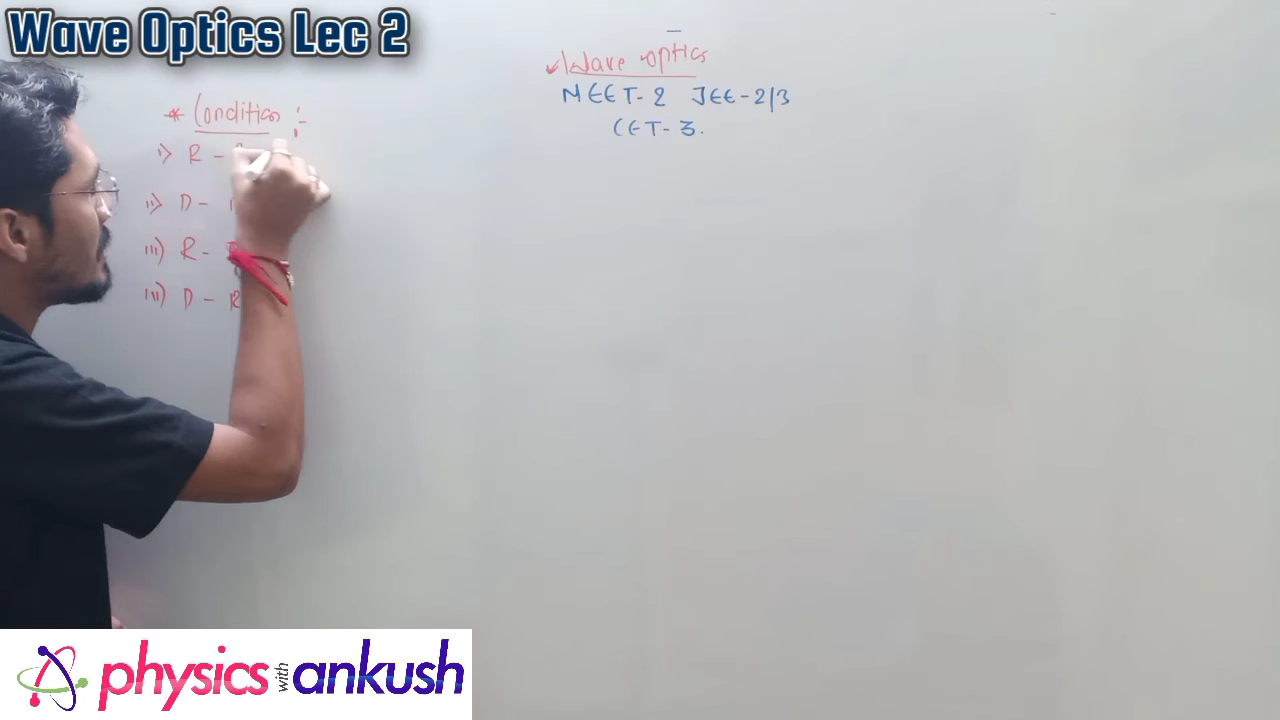 Wave Optics Lec 2
✓ Wave optics
NEET-2 JEE-2/3
CET-3.
* Condition :-
i) R -
ii) D -
iii) R -
iii) D - R
physics with ankush